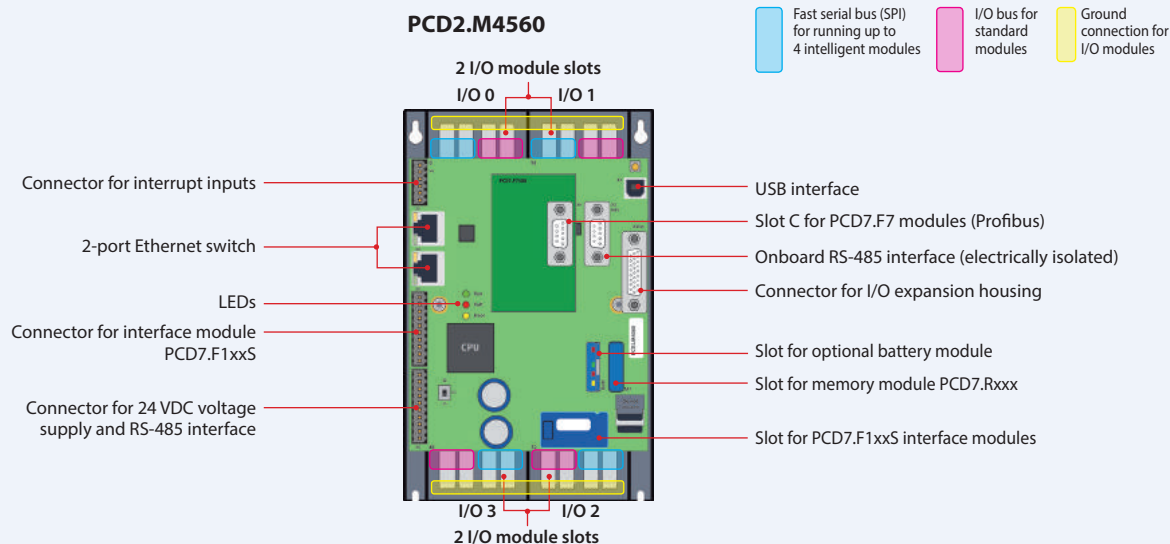 PCD2.M4560
Fast serial bus (SPI)
for running up to
4 intelligent modules
I/O bus for
standard
modules
Ground
connection for
I/O modules
2 I/O module slots
I/O 0
I/O 1
Connector for interrupt inputs
2-port Ethernet switch
LEDs
Connector for interface module
PCD7.F1xxS
Connector for 24 VDC voltage
supply and RS-485 interface
CPU
USB interface
Slot C for PCD7.F7 modules (Profibus)
Onboard RS-485 interface (electrically isolated)
Connector for I/O expansion housing
Slot for optional battery module
Slot for memory module PCD7.Rxxx
Slot for PCD7.F1xxS interface modules
I/O 3
I/O 2
2 I/O module slots